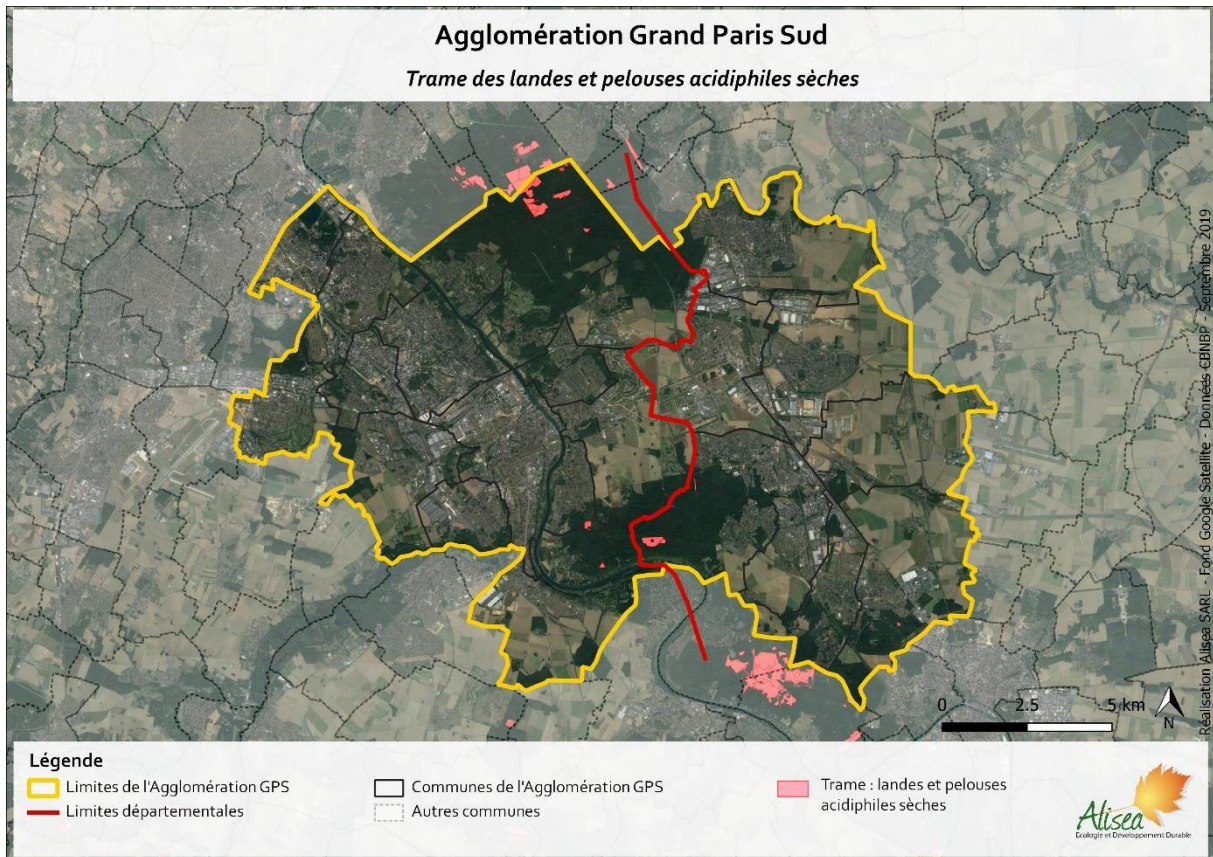 Agglomération Grand Paris Sud
Trame des landes et pelouses acidiphiles sèches
Réalisation Alisea SARL - Fond Google Satellite - Données CBNBP - Septembre 2019
0 2.5 5 km
N
Légende
Limites de l'Agglomération GPS
Limites départementales
Communes de l'Agglomération GPS
Autres communes
Trame : landes et pelouses
acidiphiles sèches
Alisea
Ecologie et Développement Durable